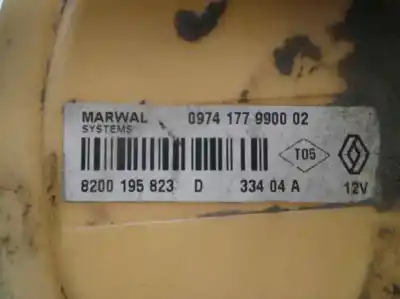 MARWAL 0974 177 9900 02
SYSTEMS
T05
8200 195 823 D 334 04 A 12V